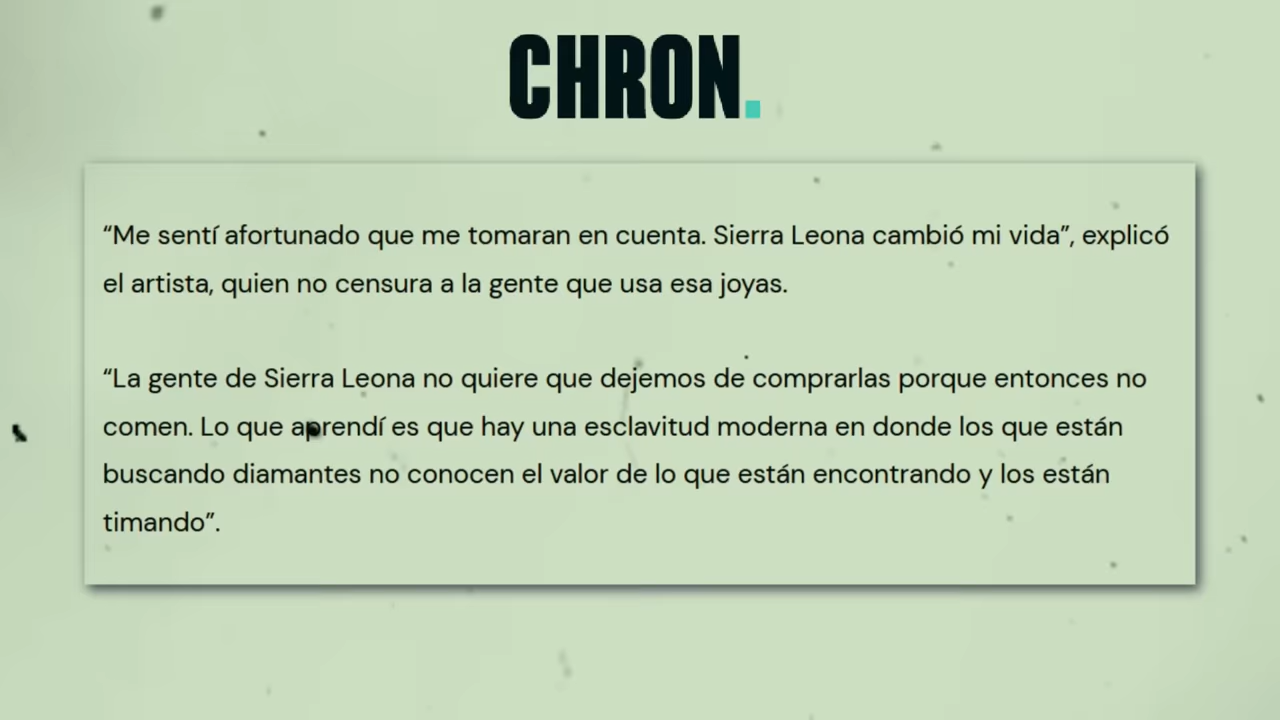 CHRON.
“Me sentí afortunado que me tomaran en cuenta. Sierra Leona cambió mi vida”, explicó
el artista, quien no censura a la gente que usa esa joyas.
“La gente de Sierra Leona no quiere que dejemos de comprarlas porque entonces no
comen. Lo que aprendí es que hay una esclavitud moderna en donde los que están
buscando diamantes no conocen el valor de lo que están encontrando y los están
timando”.